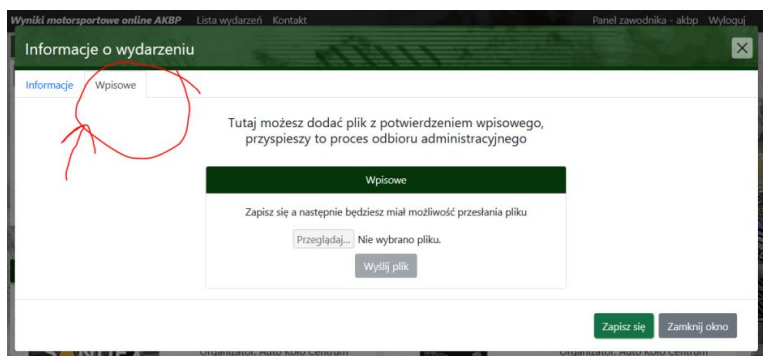 Wyniki motorsportowe online AKBP Lista wydarzeń Kontakt Panel zawodnika - akbp Wyloguj
Informacje o wydarzeniu
Informacje Wpisowe
Tutaj możesz dodać plik z potwierdzeniem wpisowego,
przyspieszy to proces odbioru administracyjnego
Wpisowe
Zapisz się a następnie będziesz miał możliwość przesłania pliku
Przeglądaj... Nie wybrano pliku.
Wyślij plik
Zapisz się Zamknij okno
Organizator: Auto Koło Centrum Organizator: Auto Koło Centrum